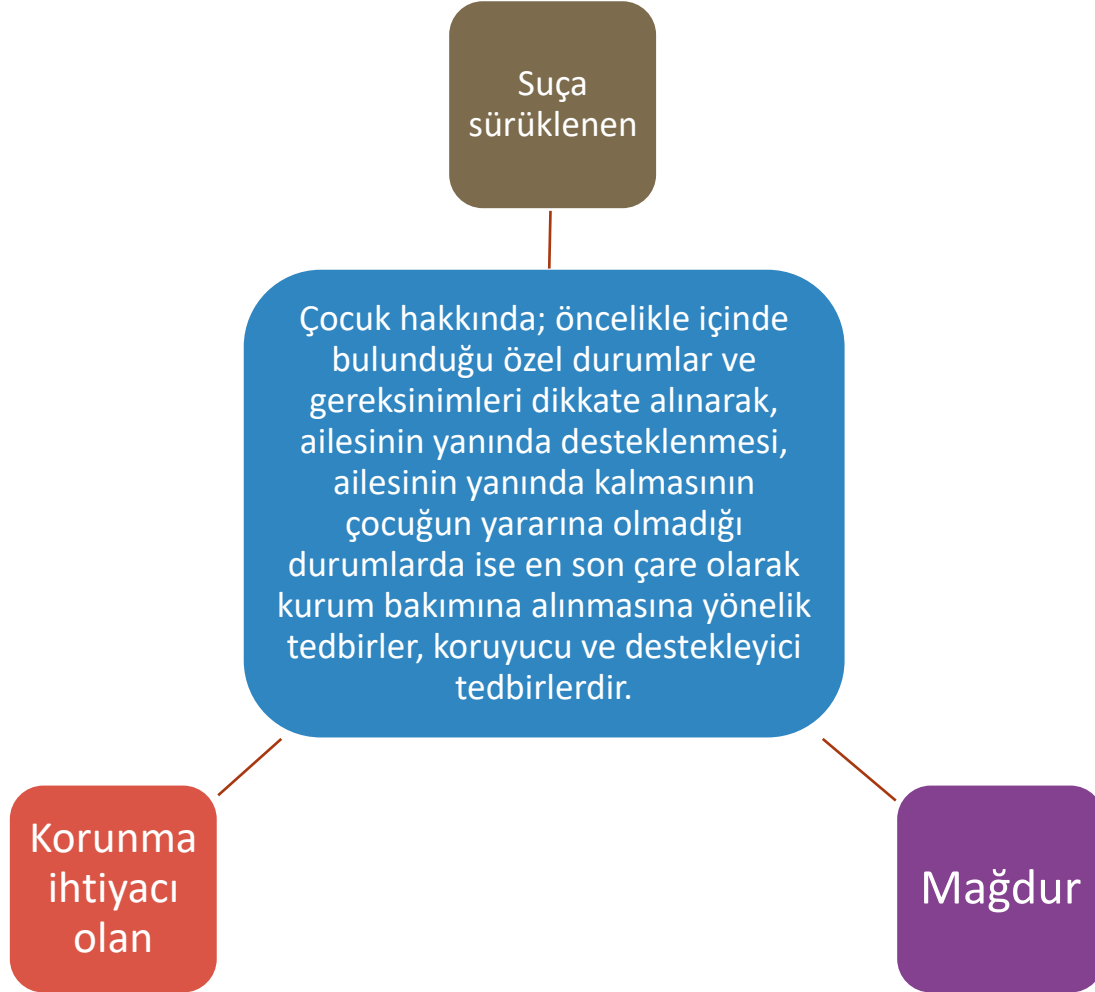 Suça
sürüklenen
Çocuk hakkında; öncelikle içinde
bulunduğu özel durumlar ve
gereksinimleri dikkate alınarak,
ailesinin yanında desteklenmesi,
ailesinin yanında kalmasının
çocuğun yararına olmadığı
durumlarda ise en son çare olarak
kurum bakımına alınmasına yönelik
tedbirler, koruyucu ve destekleyici
tedbirlerdir.
Korunma
ihtiyacı
olan
Mağdur